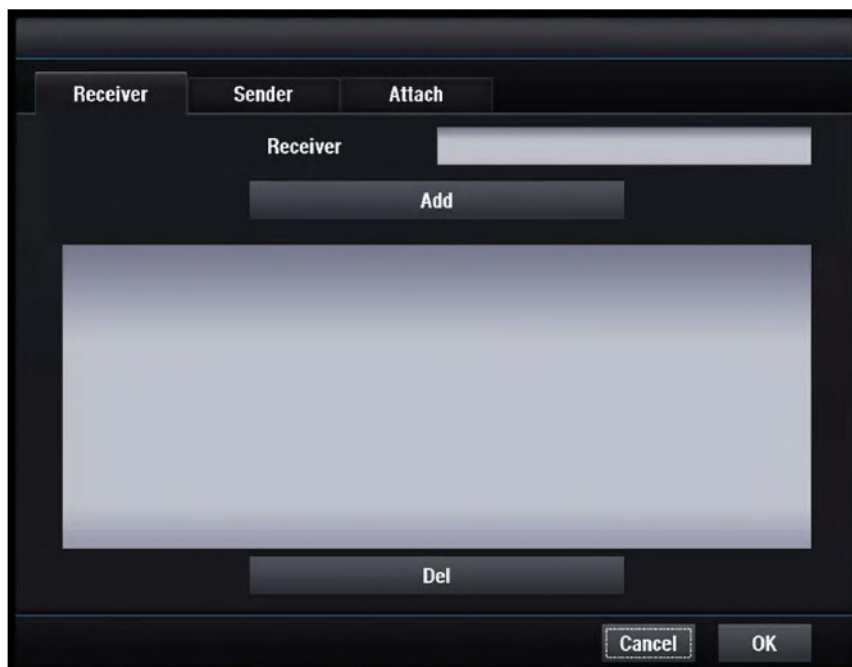 Receiver Sender Attach
Receiver
Add
Del
Cancel OK